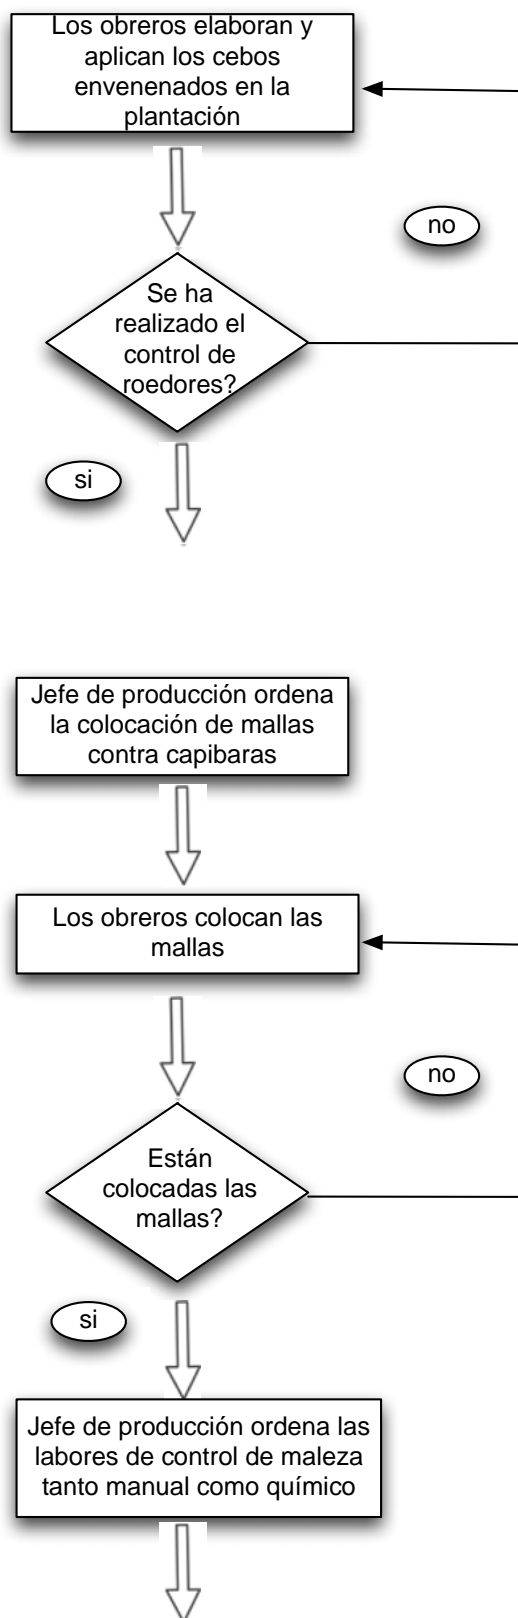 Los obreros elaboran y
aplican los cebos
envenenados en la
plantación
no
Se ha
realizado el
control de
roedores?
si
Jefe de producción ordena
la colocación de mallas
contra capibaras
Los obreros colocan las
mallas
no
Están
colocadas las
mallas?
si
Jefe de producción ordena las
labores de control de maleza
tanto manual como químico